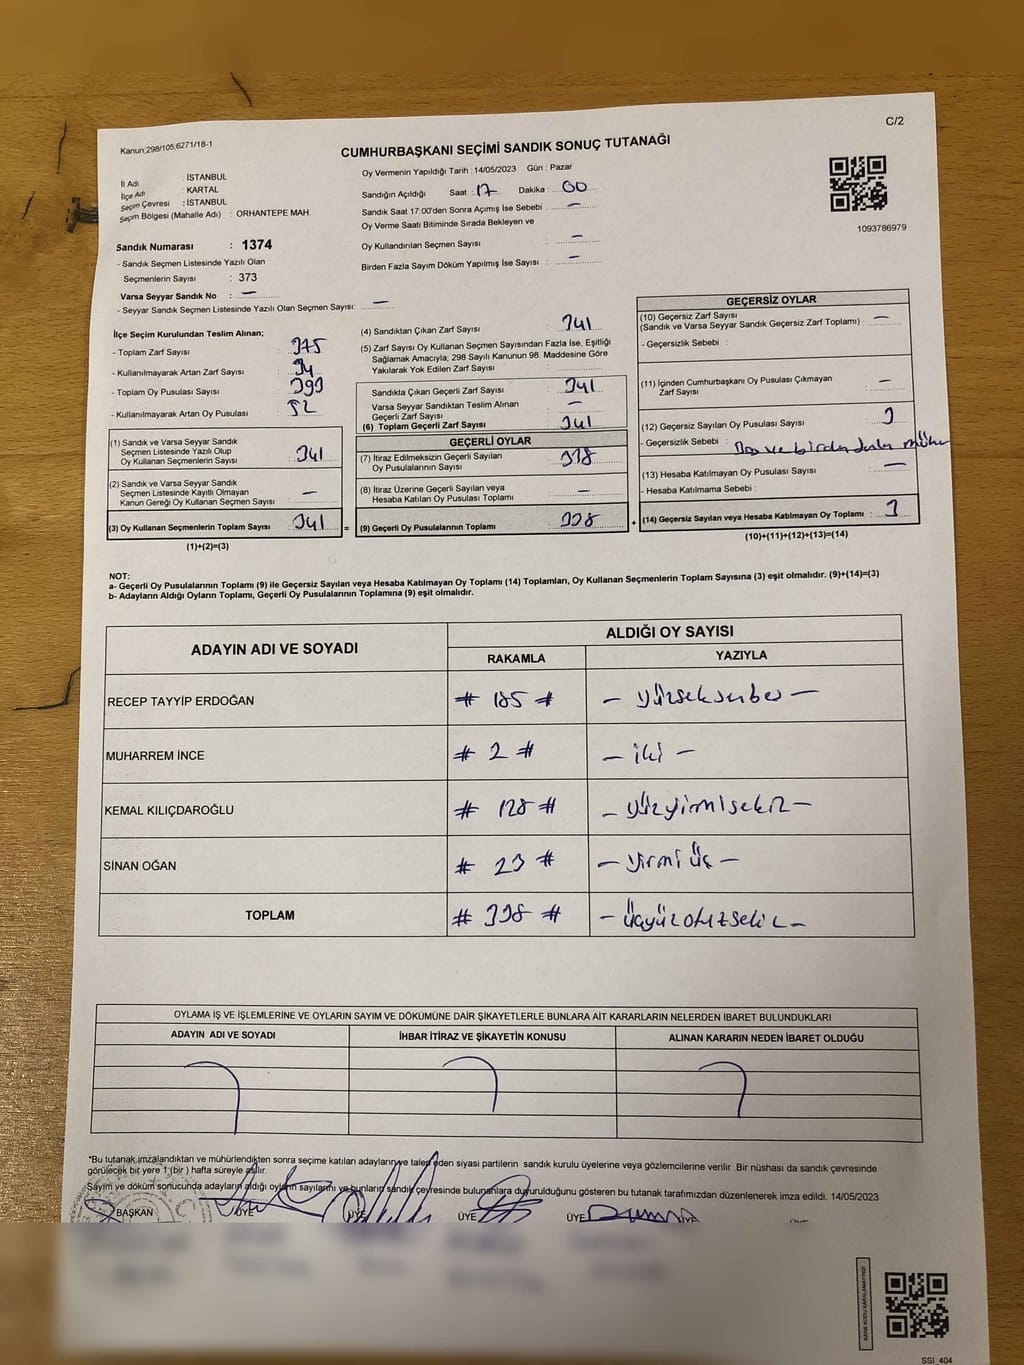 C/2
Kanun;298/105;6271/18-1
CUMHURBAŞKANI SEÇİMİ SANDIK SONUÇ TUTANAĞI
İl Adı : İSTANBUL
İlçe Adı : KARTAL
Seçim Çevresi : İSTANBUL
Seçim Bölgesi (Mahalle Adı) : ORHANTEPE MAH.
Sandık Numarası : 1374
- Sandık Seçmen Listesinde Yazılı Olan
Seçmenlerin Sayısı : 373
Varsa Seyyar Sandık No : —
- Seyyar Sandık Seçmen Listesinde Yazılı Olan Seçmen Sayısı: —
Oy Vermenin Yapıldığı Tarih : 14/05/2023 Gün : Pazar
Sandığın Açıldığı Saat : 17 Dakika : 00
Sandık Saat 17:00'den Sonra Açımış İse Sebebi : —
Oy Verme Saati Bitiminde Sırada Bekleyen ve
Oy Kullandırılan Seçmen Sayısı : —
Birden Fazla Sayım Döküm Yapılmış İse Sayısı : —
1093786979
İlçe Seçim Kurulundan Teslim Alınan;
- Toplam Zarf Sayısı : 375
- Kullanılmayarak Artan Zarf Sayısı : 34
- Toplam Oy Pusulası Sayısı : 390
- Kullanılmayarak Artan Oy Pusulası : 52
(1) Sandık ve Varsa Seyyar Sandık
Seçmen Listesinde Yazılı Olup
Oy Kullanan Seçmenlerin Sayısı : 341
(2) Sandık ve Varsa Seyyar Sandık
Seçmen Listesinde Kayıtlı Olmayan
Kanun Gereği Oy Kullanan Seçmen Sayısı : —
(3) Oy Kullanan Seçmenlerin Toplam Sayısı : 341 =
(1)+(2)=(3)
(4) Sandıktan Çıkan Zarf Sayısı : 341
(5) Zarf Sayısı Oy Kullanan Seçmen Sayısından Fazla İse, Eşitliği
Sağlamak Amacıyla; 298 Sayılı Kanunun 98. Maddesine Göre
Yakılarak Yok Edilen Zarf Sayısı :
Sandıkta Çıkan Geçerli Zarf Sayısı : 341
Varsa Seyyar Sandıktan Teslim Alınan
Geçerli Zarf Sayısı : —
(6) Toplam Geçerli Zarf Sayısı : 341
GEÇERLİ OYLAR
(7) İtiraz Edilmeksizin Geçerli Sayılan
Oy Pusulalarının Sayısı : 338
(8) İtiraz Üzerine Geçerli Sayılan veya
Hesaba Katılan Oy Pusulası Toplamı : —
(9) Geçerli Oy Pusulalarının Toplamı : 338 +
GEÇERSİZ OYLAR
(10) Geçersiz Zarf Sayısı
(Sandık ve Varsa Seyyar Sandık Geçersiz Zarf Toplamı) : —
- Geçersizlik Sebebi :
(11) İçinden Cumhurbaşkanı Oy Pusulası Çıkmayan
Zarf Sayısı : —
(12) Geçersiz Sayılan Oy Pusulası Sayısı : 3
- Geçersizlik Sebebi : ve birden fazla mühür
(13) Hesaba Katılmayan Oy Pusulası Sayısı : —
- Hesaba Katılmama Sebebi :
(14) Geçersiz Sayılan veya Hesaba Katılmayan Oy Toplamı : 3
(10)+(11)+(12)+(13)=(14)
NOT:
a- Geçerli Oy Pusulalarının Toplamı (9) ile Geçersiz Sayılan veya Hesaba Katılmayan Oy Toplamı (14) Toplamları, Oy Kullanan Seçmenlerin Toplam Sayısına (3) eşit olmalıdır. (9)+(14)=(3)
b- Adayların Aldığı Oyların Toplamı, Geçerli Oy Pusulalarının Toplamına (9) eşit olmalıdır.
ADAYIN ADI VE SOYADI
ALDIĞI OY SAYISI
RAKAMLA YAZIYLA
RECEP TAYYİP ERDOĞAN # 185 # — yüzseksenbeş —
MUHARREM İNCE # 2 # — iki —
KEMAL KILIÇDAROĞLU # 128 # — yüzyirmisekiz —
SİNAN OĞAN # 23 # — yirmi üç —
TOPLAM # 338 # — üçyüzotuzsekiz —
OYLAMA İŞ VE İŞLEMLERİNE VE OYLARIN SAYIM VE DÖKÜMÜNE DAİR ŞİKAYETLERLE BUNLARA AİT KARARLARIN NELERDEN İBARET BULUNDUKLARI
ADAYIN ADI VE SOYADI İHBAR İTİRAZ VE ŞİKAYETİN KONUSU ALINAN KARARIN NEDEN İBARET OLDUĞU
*Bu tutanak,imzalandıktan ve mühürlendikten sonra seçime katılan adayların,ve talep eden siyasi partilerin sandık kurulu üyelerine veya gözlemcilerine verilir Bir nüshası da sandık çevresinde
görülecek bir yere 1 (bir) hafta süreyle asılır.
Sayım ve döküm sonucunda adayların aldığı oyların sayılarını ve bunların sandık çevresinde bulunanlara duyurulduğunu gösteren bu tutanak tarafımızdan düzenlenerek imza edildi. 14/05/2023
BAŞKAN ÜYE ÜYE ÜYE ÜYE ÜYE
KARE KODU KARALAMAYINIZ!
SSI_404